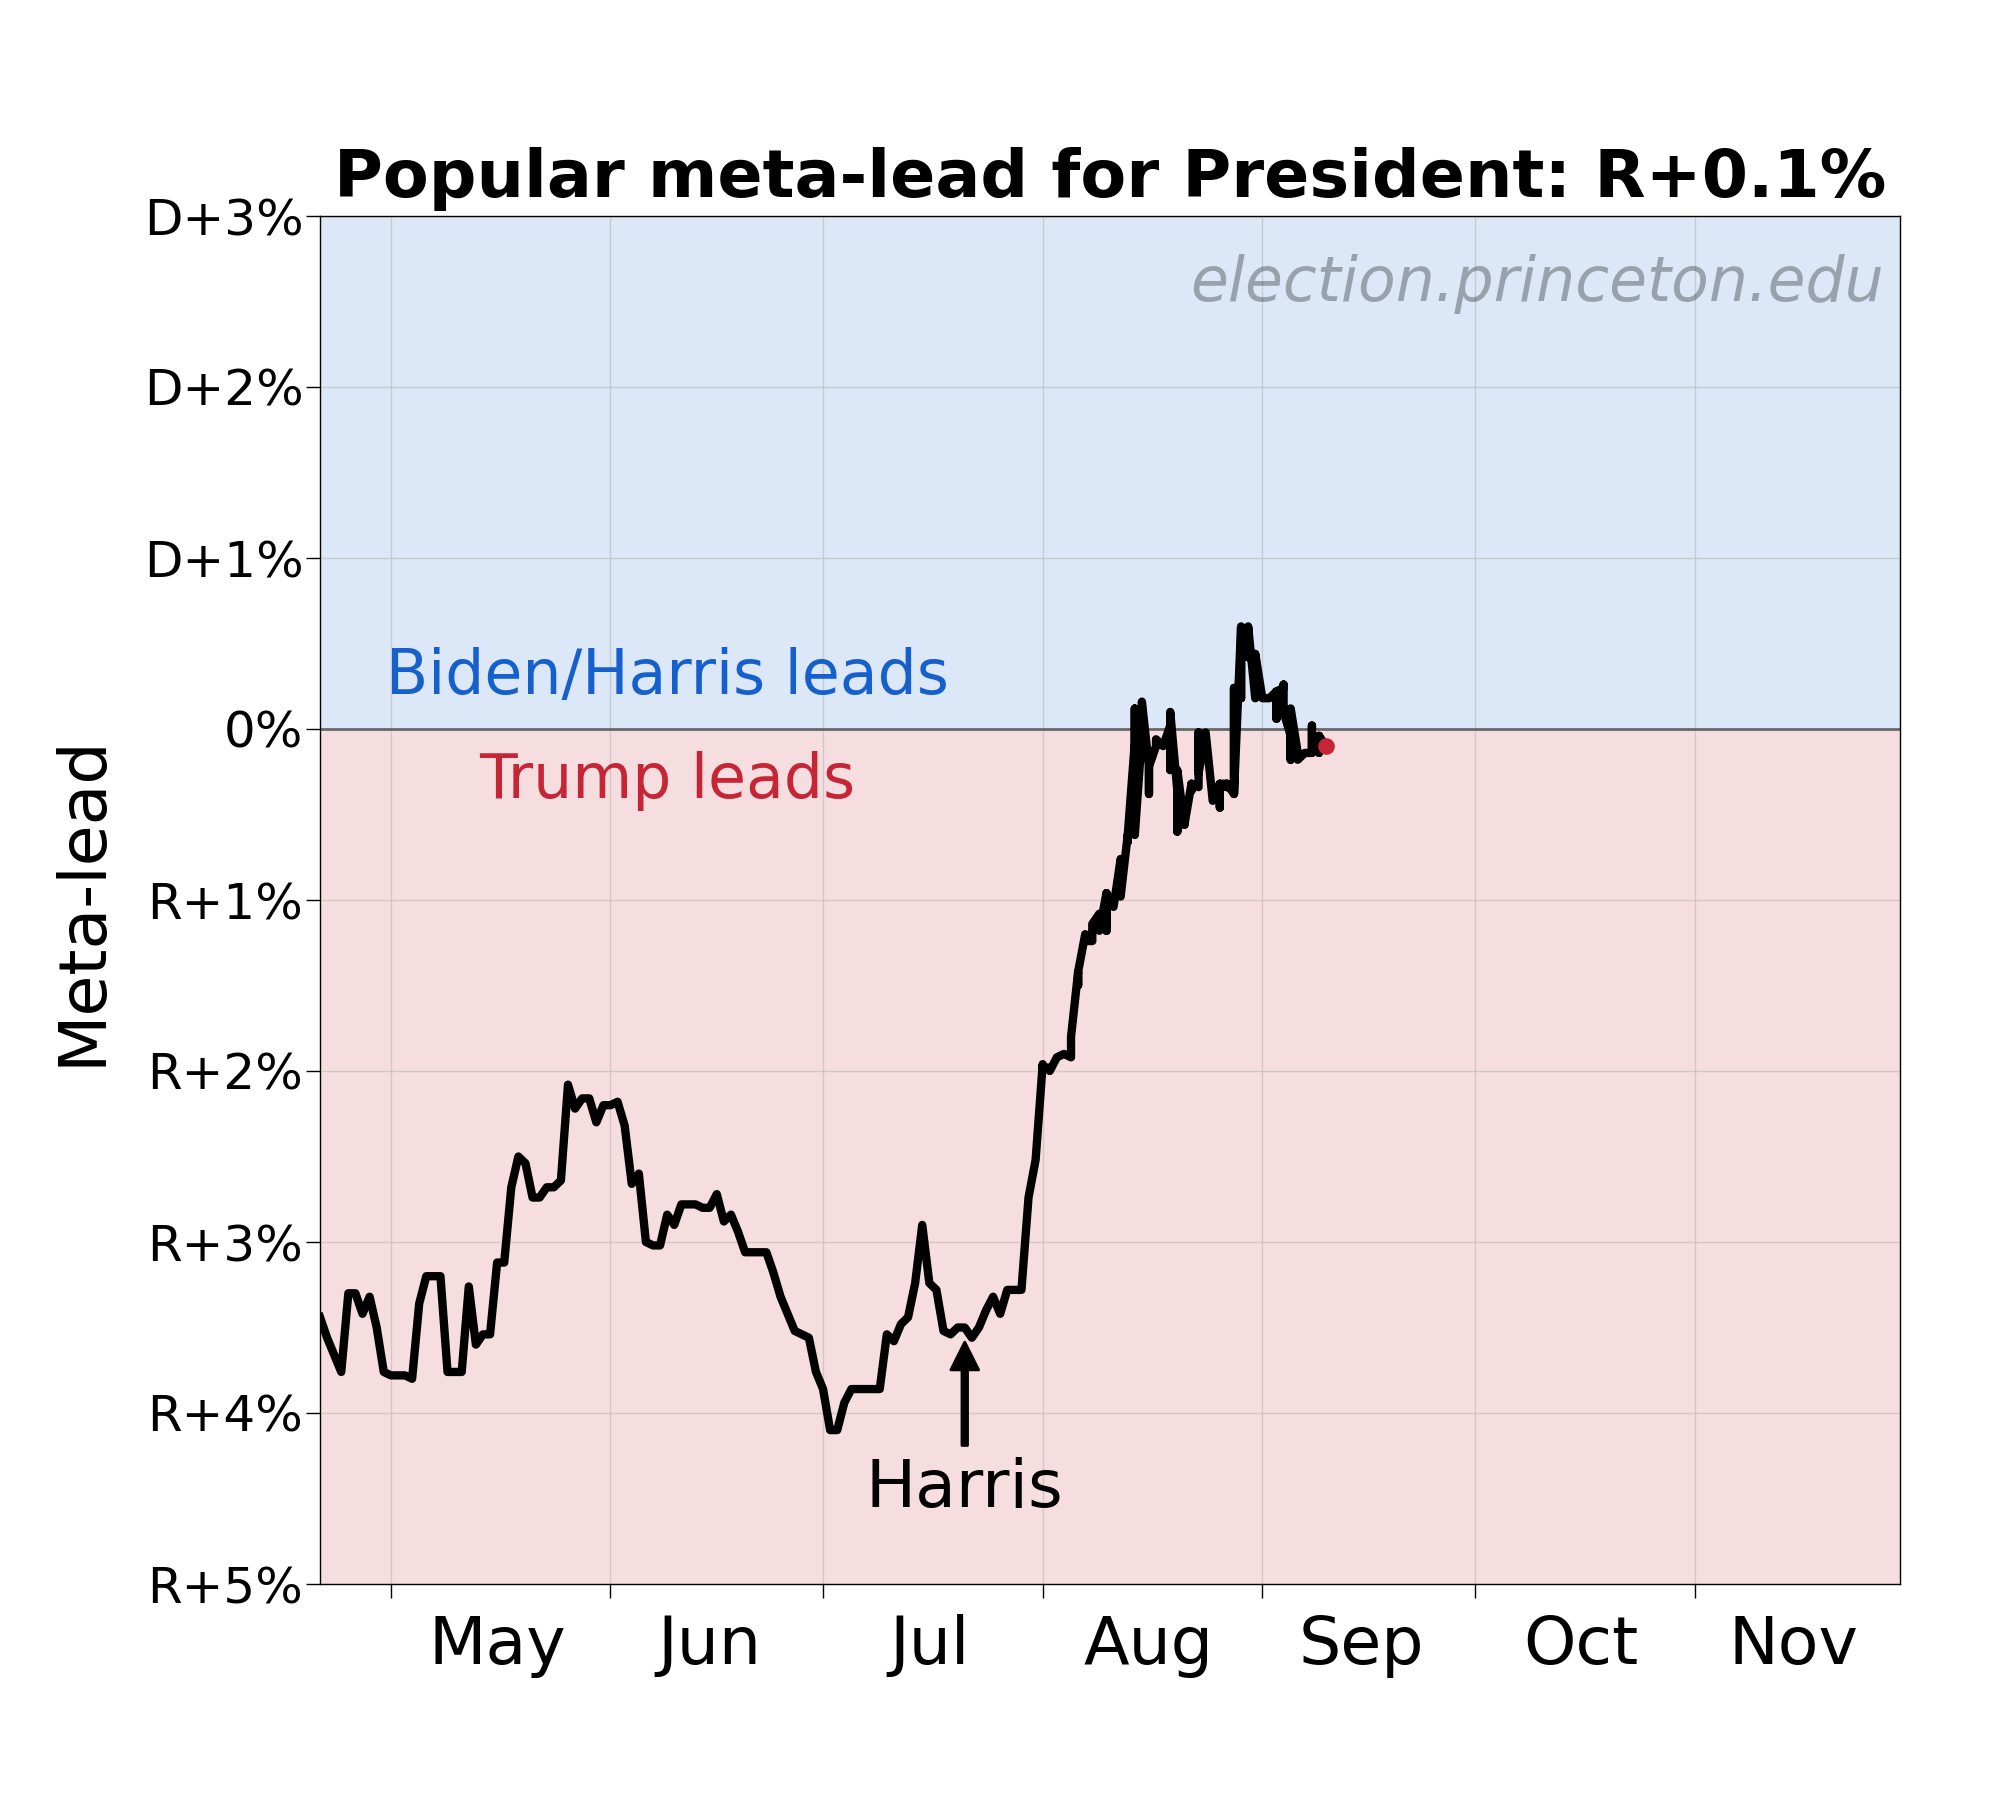 Popular meta-lead for President: R+0.1%
election.princeton.edu
D+3%
D+2%
D+1%
0%
R+1%
R+2%
R+3%
R+4%
R+5%
Meta-lead
Biden/Harris leads
Trump leads
Harris
May Jun Jul Aug Sep Oct Nov